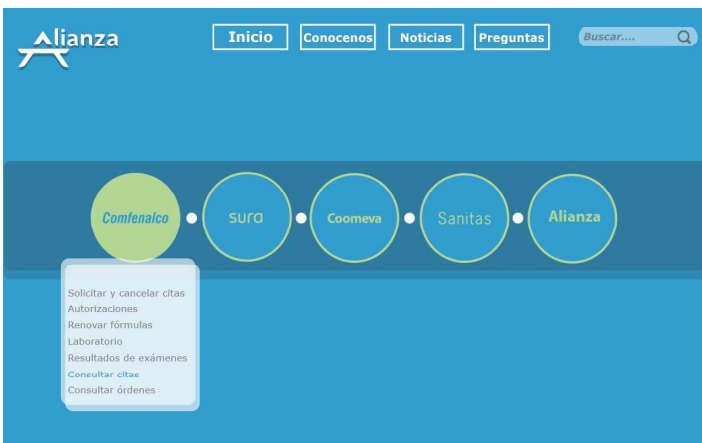 Alianza
Inicio
Conocenos
Noticias
Preguntas
Buscar....
Comfenalco
sura
Coomeva
Sanitas
Alianza
Solicitar y cancelar citas
Autorizaciones
Renovar fórmulas
Laboratorio
Resultados de exámenes
Consultar citas
Consultar órdenes